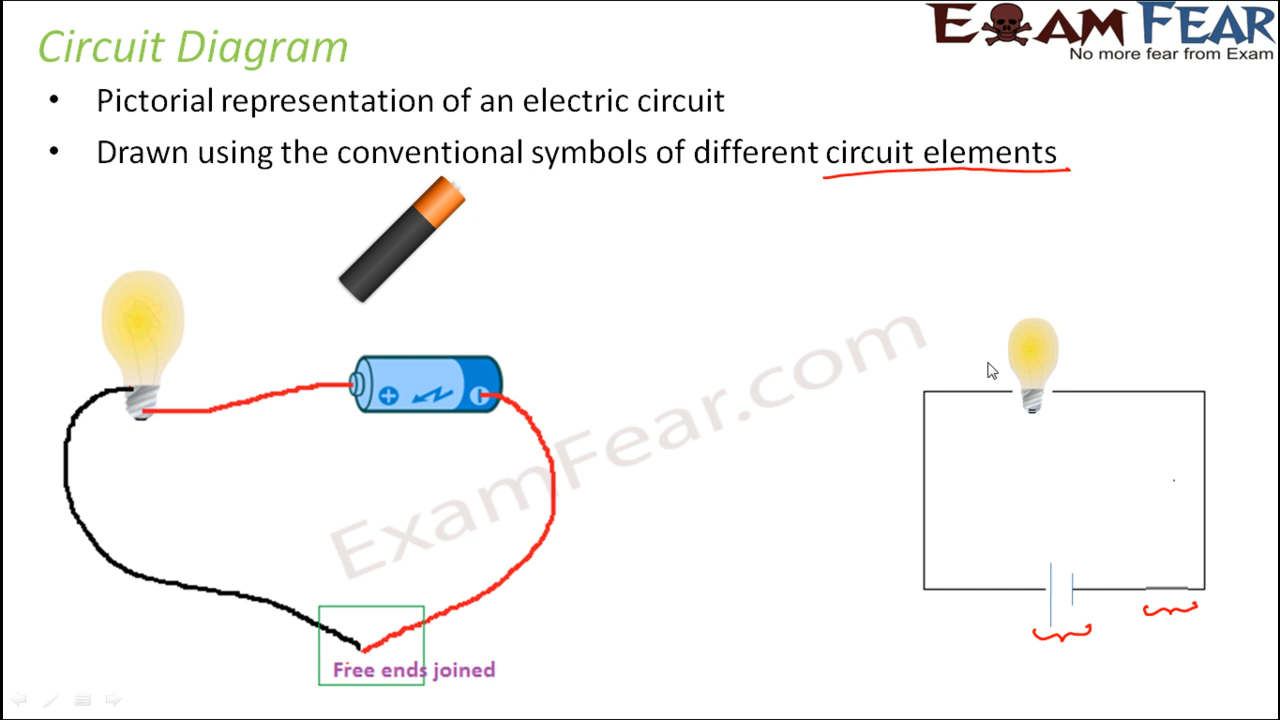 Circuit Diagram
EXAM FEAR
No more fear from Exam
• Pictorial representation of an electric circuit
• Drawn using the conventional symbols of different circuit elements
ExamFear.com
Free ends joined